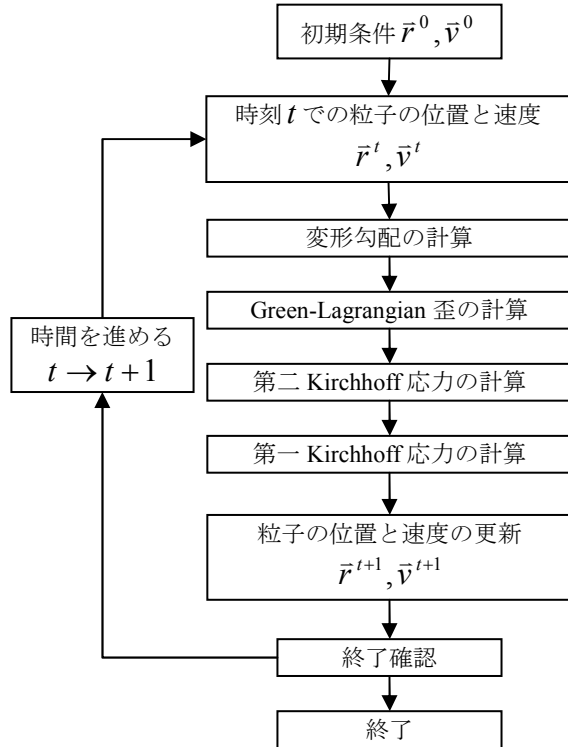 初期条件 r̄⁰, v̄⁰
時刻 t での粒子の位置と速度
r̄ᵗ, v̄ᵗ
変形勾配の計算
Green-Lagrangian 歪の計算
時間を進める
t → t + 1
第二 Kirchhoff 応力の計算
第一 Kirchhoff 応力の計算
粒子の位置と速度の更新
r̄ᵗ⁺¹, v̄ᵗ⁺¹
終了確認
終了